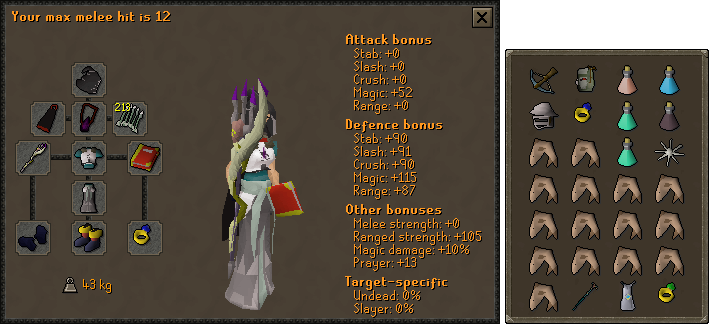 Your max melee hit is 12
Attack bonus
Stab: +0
Slash: +0
Crush: +0
Magic: +52
Range: +0
213
Defence bonus
Stab: +90
Slash: +91
Crush: +90
Magic: +115
Range: +87
Other bonuses
Melee strength: +0
Ranged strength: +105
Magic damage: +10%
Prayer: +13
Target-specific
Undead: 0%
Slayer: 0%
43 kg